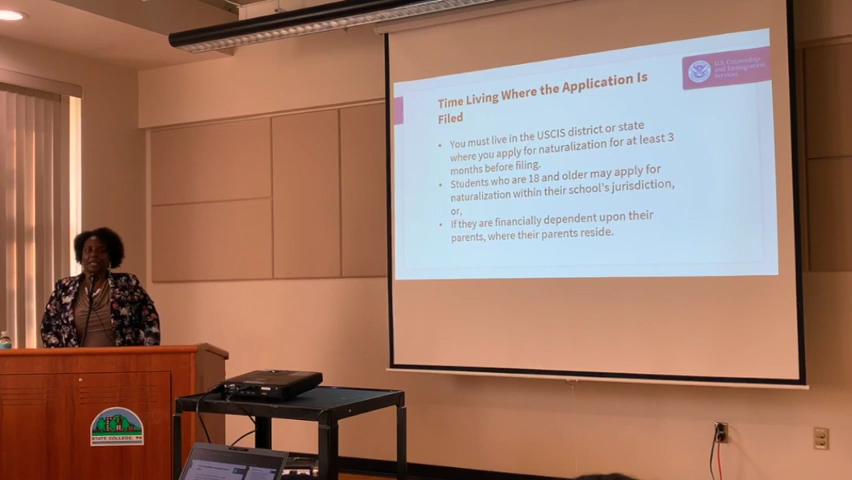 U.S. Citizenship
and Immigration
Services
Time Living Where the Application Is
Filed
• You must live in the USCIS district or state
where you apply for naturalization for at least 3
months before filing.
• Students who are 18 and older may apply for
naturalization within their school's jurisdiction,
or,
• If they are financially dependent upon their
parents, where their parents reside.
STATE COLLEGE, PA